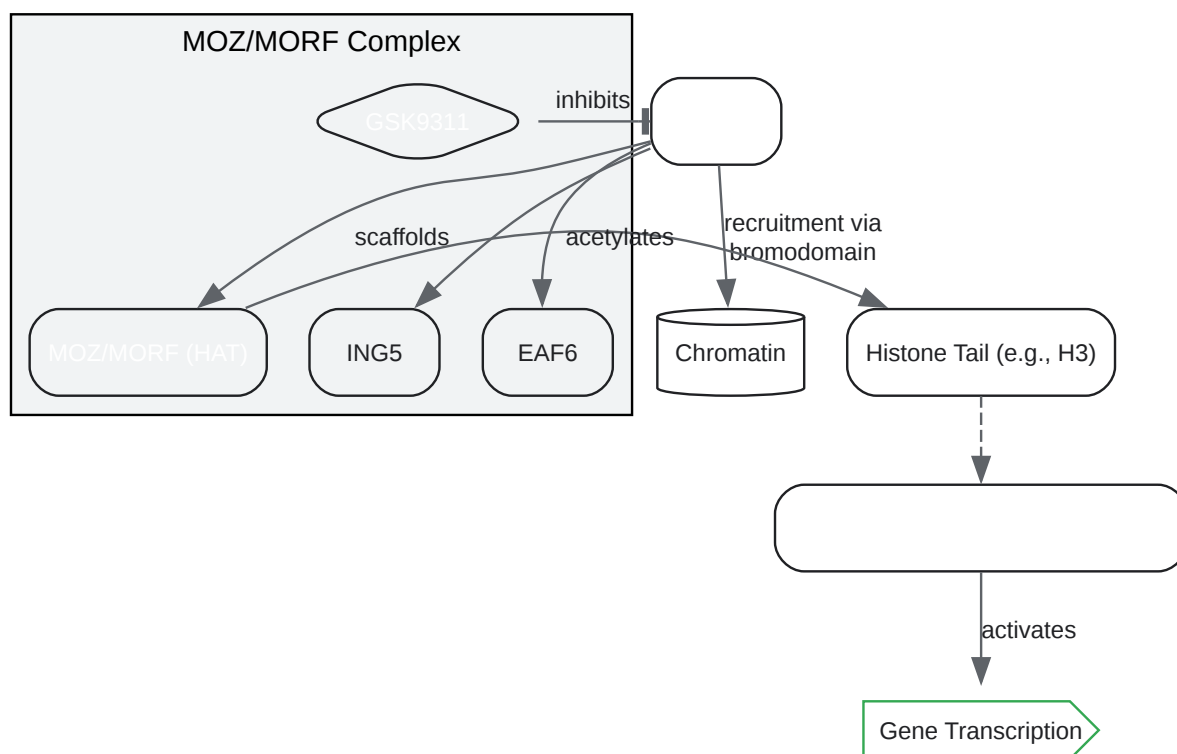 MOZ/MORF Complex
inhibits
GSK9311
recruitment via
bromodomain
scaffolds
acetylates
MOZ/MORF (HAT)
ING5
EAF6
Chromatin
Histone Tail (e.g., H3)
activates
Gene Transcription